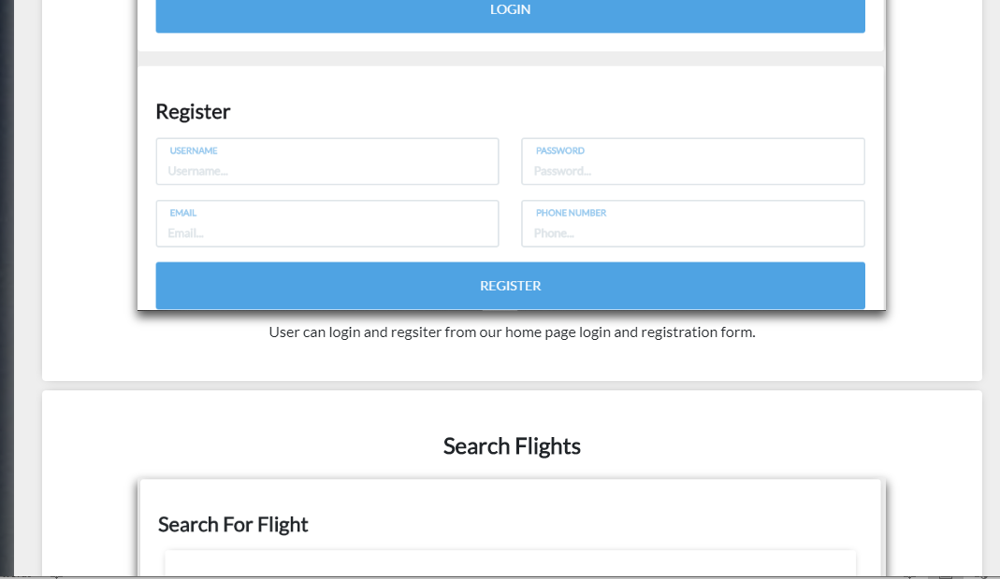 LOGIN
Register
USERNAME
Username...
PASSWORD
Password...
EMAIL
Email...
PHONE NUMBER
Phone...
REGISTER
User can login and regsiter from our home page login and registration form.
Search Flights
Search For Flight